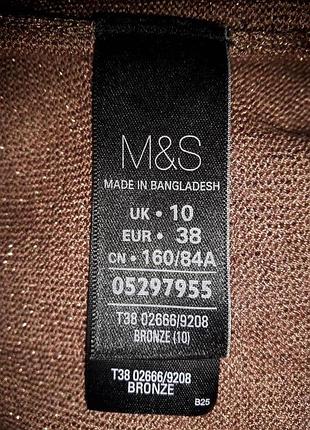 M&S
MADE IN BANGLADESH
UK • 10
EUR • 38
CN • 160/84A
05297955
T38 02666/9208
BRONZE (10)
T38 02666/9208
BRONZE
B25